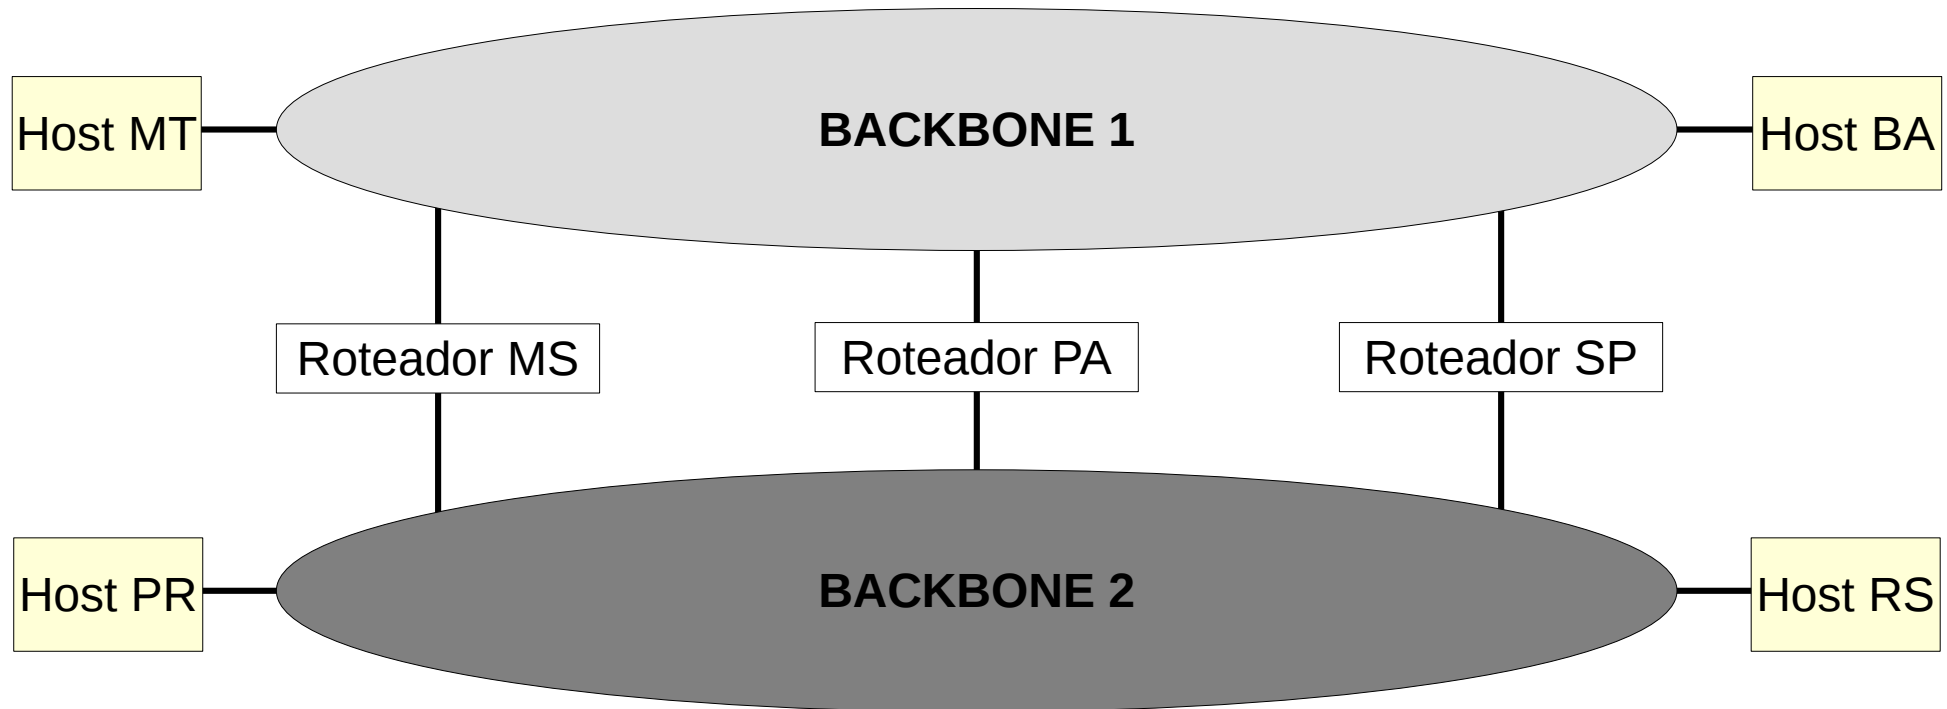 Host MT
BACKBONE 1
Host BA
Roteador MS
Roteador PA
Roteador SP
Host PR
BACKBONE 2
Host RS